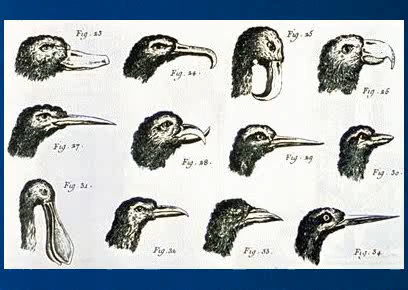 Fig. 23
Fig. 24.
Fig. 25
Fig. 26
Fig. 27.
Fig. 28.
Fig. 29
Fig. 30.
Fig. 31.
Fig. 32
Fig. 33.
Fig. 34.